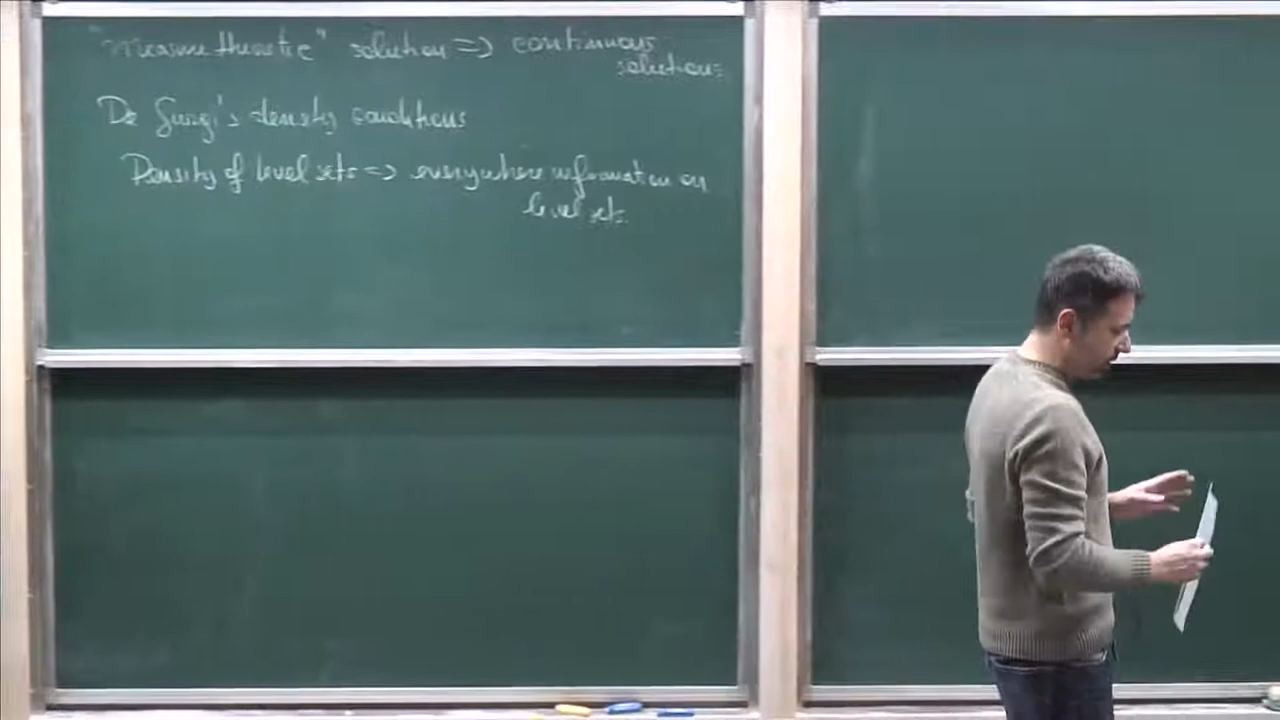 "Measure theoretic" solution => continuous
solutions
De Giorgi's density conditions
Density of level sets => everywhere information on
level sets.